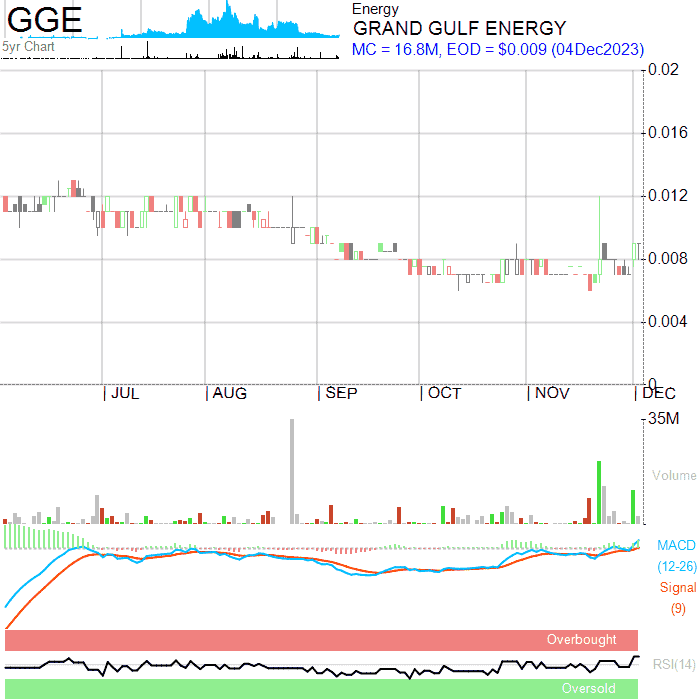 GGE
5yr Chart
Energy
GRAND GULF ENERGY
MC = 16.8M, EOD = $0.009 (04Dec2023)
0.02
0.016
0.012
0.008
0.004
0
JUL
AUG
SEP
OCT
NOV
DEC
35M
Volume
MACD
(12-26)
Signal
(9)
Overbought
RSI(14)
Oversold